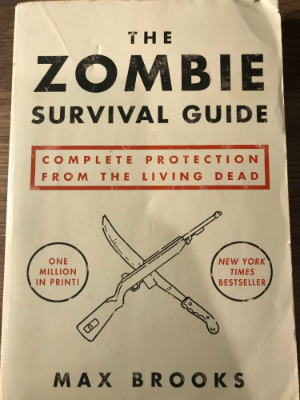 THE
ZOMBIE
SURVIVAL GUIDE
COMPLETE PROTECTION
FROM THE LIVING DEAD
ONE
MILLION
IN PRINT!
NEW YORK
TIMES
BESTSELLER
MAX BROOKS